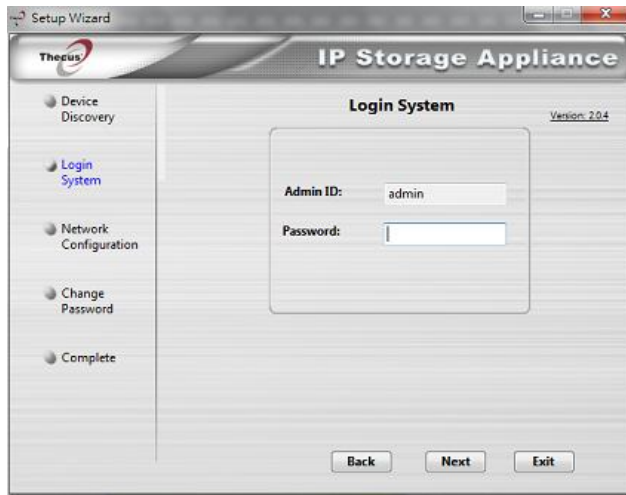 Setup Wizard
Thecus
IP Storage Appliance
Device
Discovery
Login
System
Network
Configuration
Change
Password
Complete
Login System
Version: 2.0.4
Admin ID: admin
Password:
Back Next Exit